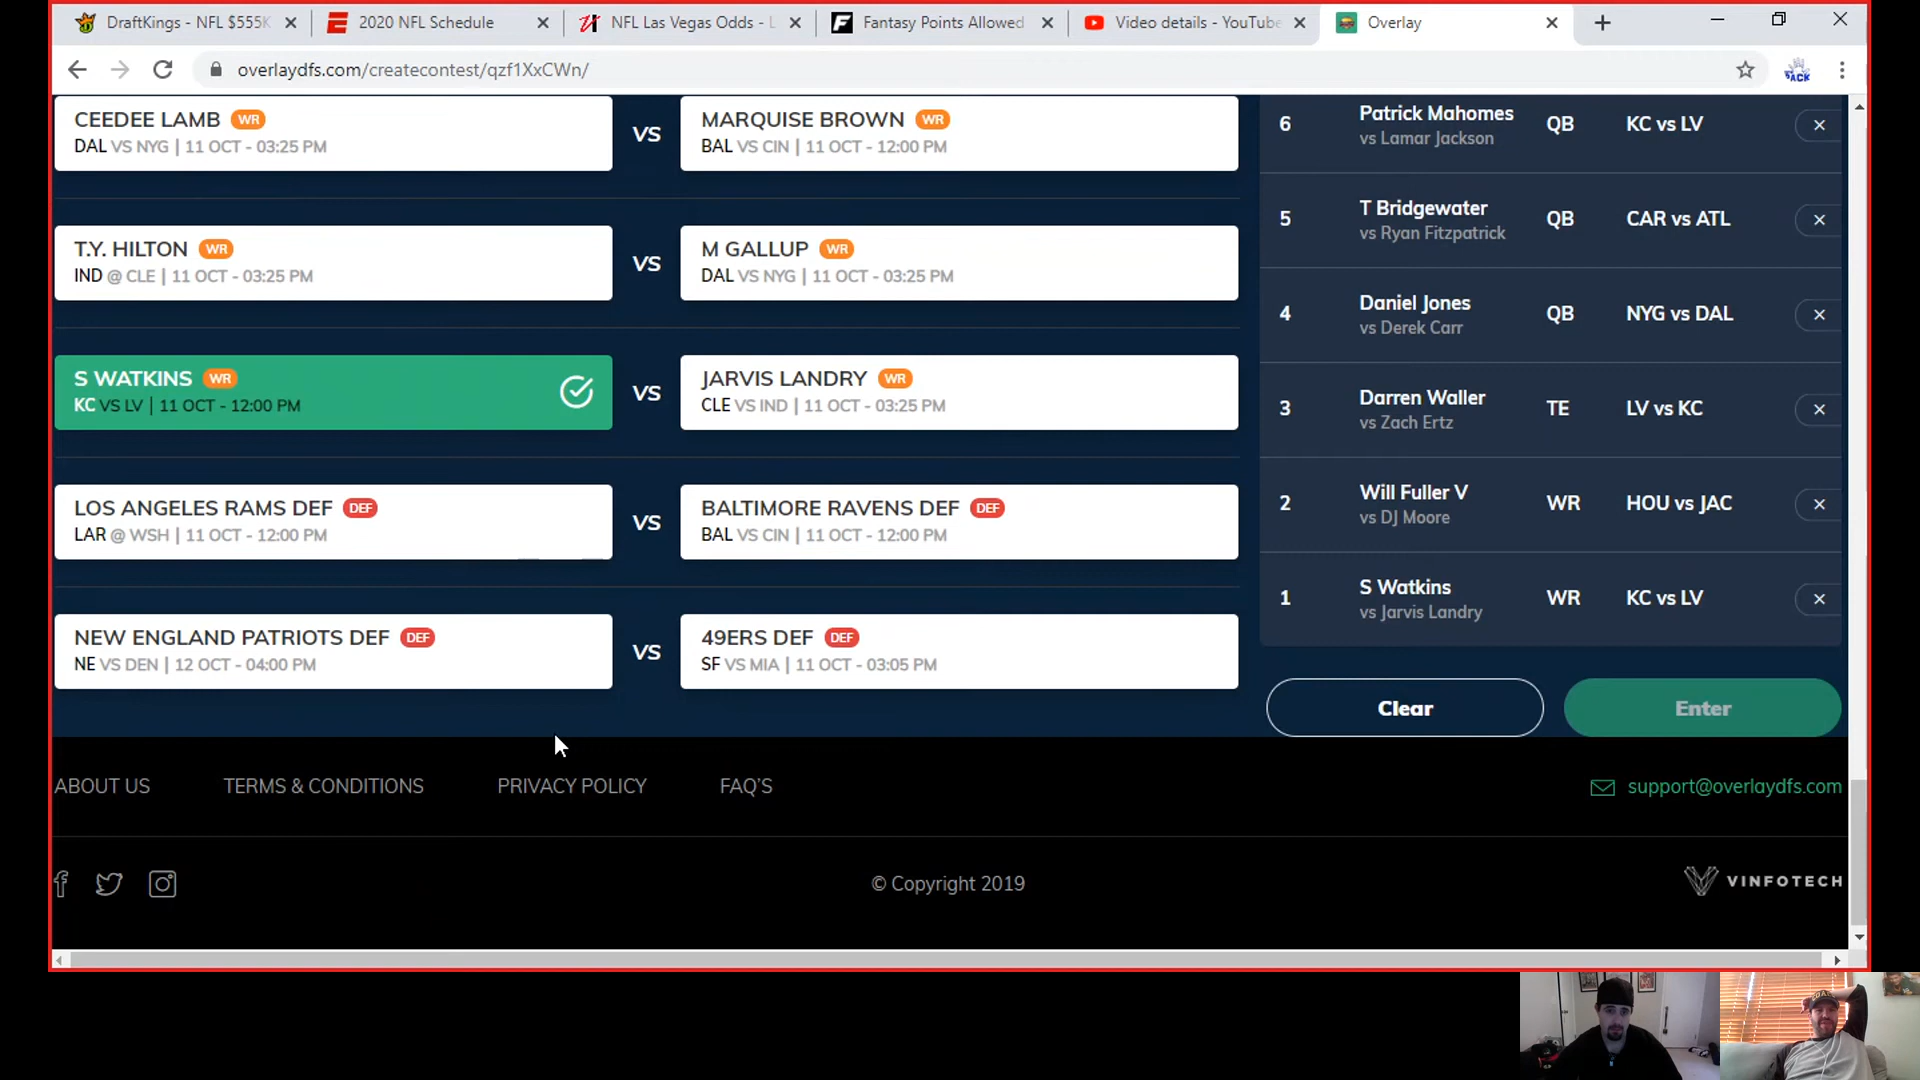 DraftKings - NFL $555K
2020 NFL Schedule
NFL Las Vegas Odds - L
Fantasy Points Allowed
Video details - YouTube
Overlay
overlaydfs.com/createcontest/qzf1XxCWn/
SACK
CEEDEE LAMB WR
DAL VS NYG | 11 OCT - 03:25 PM
VS
MARQUISE BROWN WR
BAL VS CIN | 11 OCT - 12:00 PM
T.Y. HILTON WR
IND @ CLE | 11 OCT - 03:25 PM
VS
M GALLUP WR
DAL VS NYG | 11 OCT - 03:25 PM
S WATKINS WR
KC VS LV | 11 OCT - 12:00 PM
VS
JARVIS LANDRY WR
CLE VS IND | 11 OCT - 03:25 PM
LOS ANGELES RAMS DEF DEF
LAR @ WSH | 11 OCT - 12:00 PM
VS
BALTIMORE RAVENS DEF DEF
BAL VS CIN | 11 OCT - 12:00 PM
NEW ENGLAND PATRIOTS DEF DEF
NE VS DEN | 12 OCT - 04:00 PM
VS
49ERS DEF DEF
SF VS MIA | 11 OCT - 03:05 PM
6 Patrick Mahomes QB KC vs LV
vs Lamar Jackson
5 T Bridgewater QB CAR vs ATL
vs Ryan Fitzpatrick
4 Daniel Jones QB NYG vs DAL
vs Derek Carr
3 Darren Waller TE LV vs KC
vs Zach Ertz
2 Will Fuller V WR HOU vs JAC
vs DJ Moore
1 S Watkins WR KC vs LV
vs Jarvis Landry
Clear
Enter
ABOUT US
TERMS & CONDITIONS
PRIVACY POLICY
FAQ'S
support@overlaydfs.com
© Copyright 2019
VINFOTECH